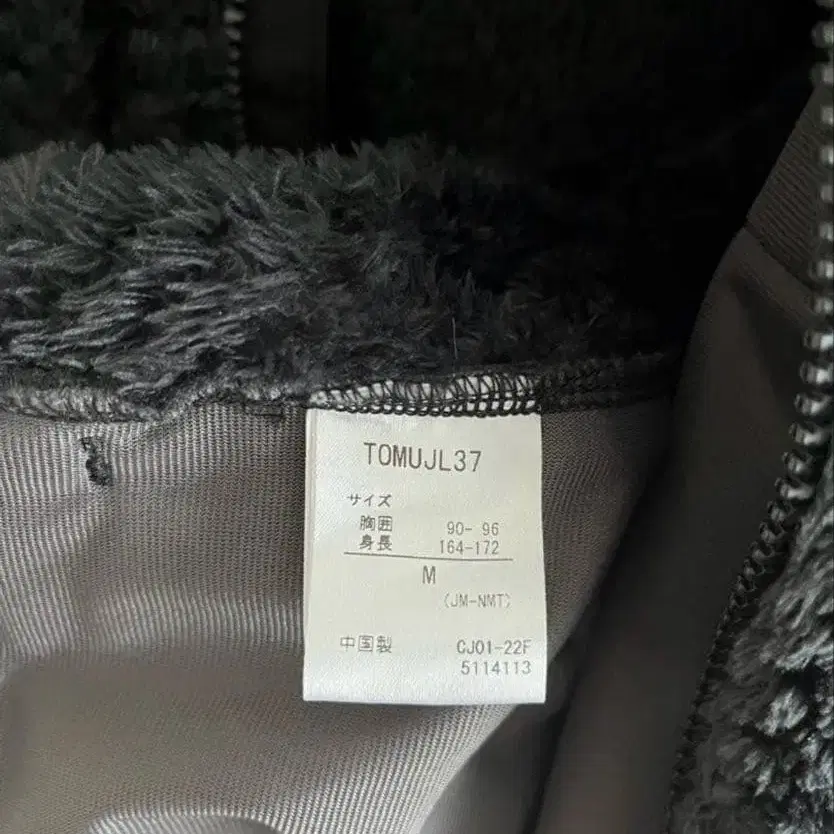 TOMUJL37
サイズ
胸囲 90- 96
身長 164-172
M
(JM-NMT)
中国製 CJ01-22F
5114113